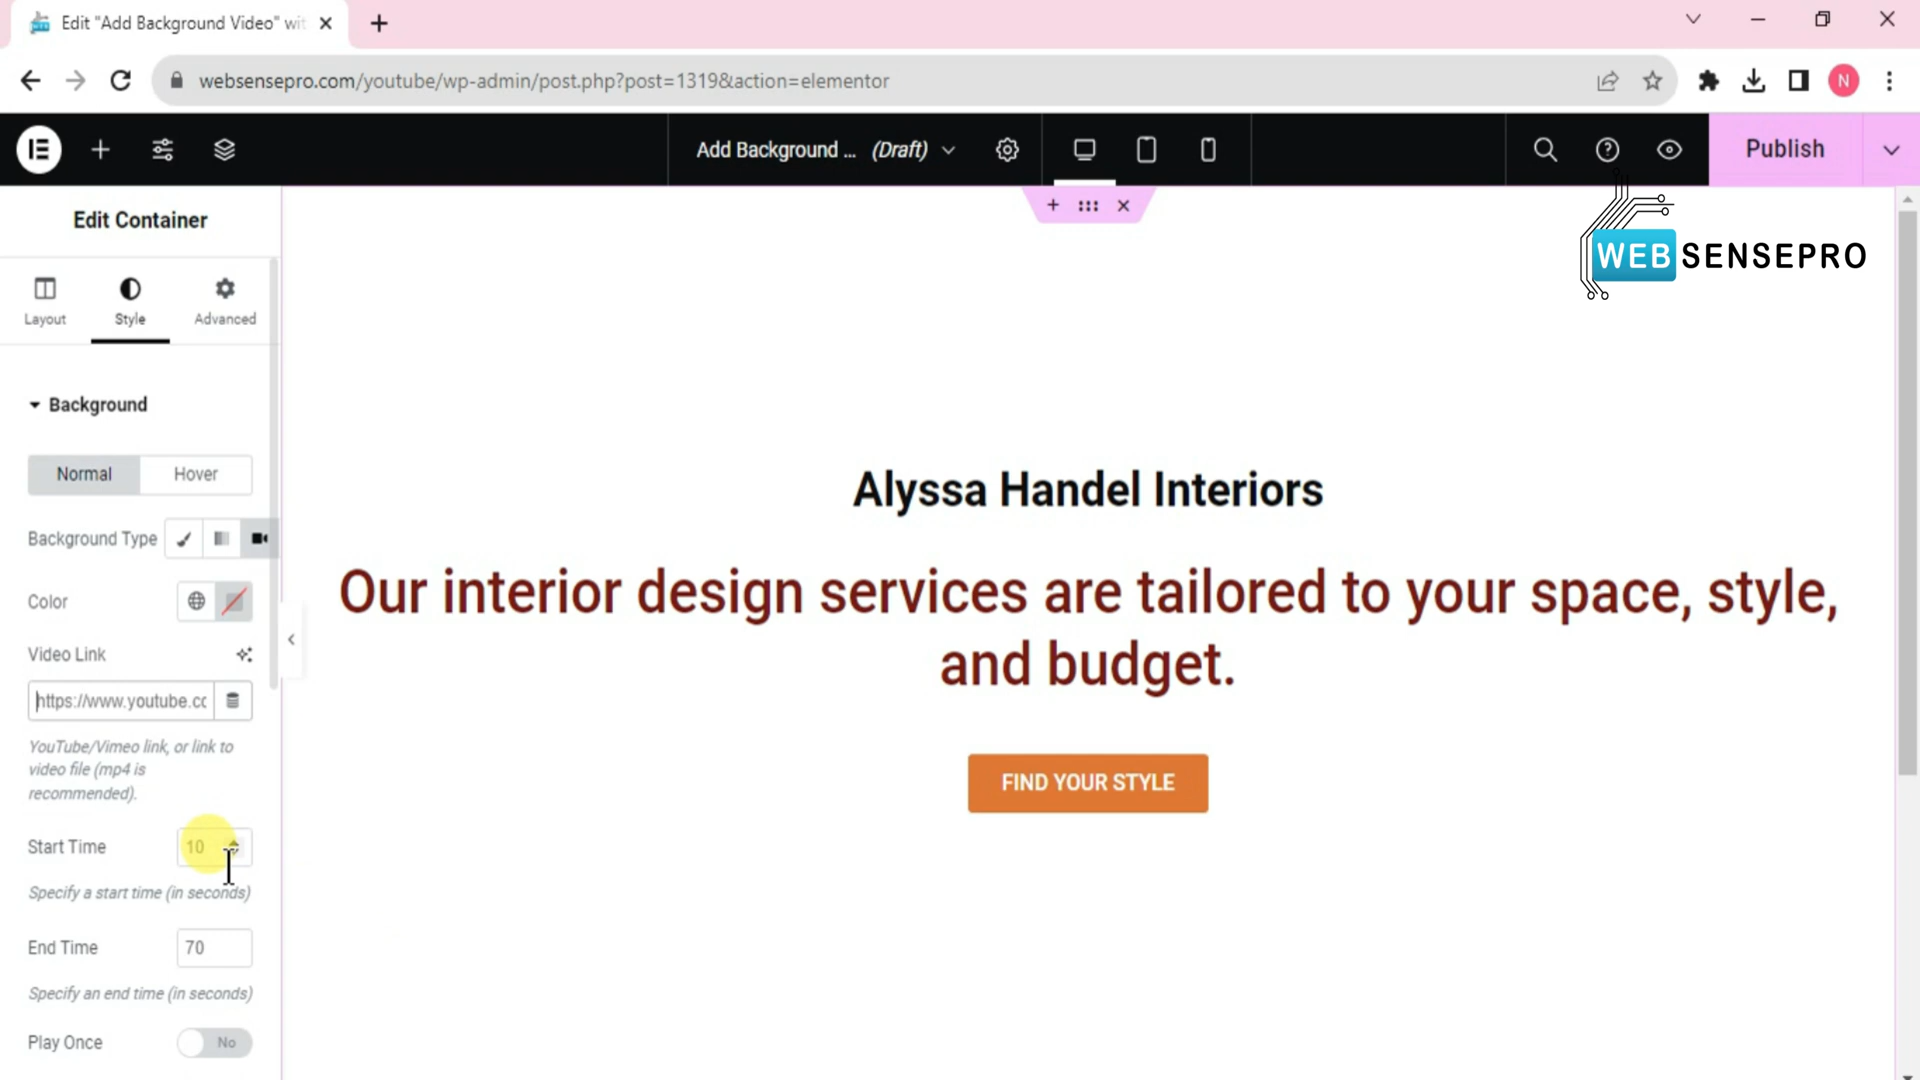 Edit "Add Background Video" wit
websensepro.com/youtube/wp-admin/post.php?post=1319&action=elementor
N
Add Background ... (Draft)
Publish
Edit Container
WEBSENSEPRO
Layout
Style
Advanced
Background
Normal
Hover
Background Type
Color
Video Link
https://www.youtube.cc
YouTube/Vimeo link, or link to
video file (mp4 is
recommended).
Start Time
10
Specify a start time (in seconds)
End Time
70
Specify an end time (in seconds)
Play Once
No
Alyssa Handel Interiors
Our interior design services are tailored to your space, style,
and budget.
FIND YOUR STYLE